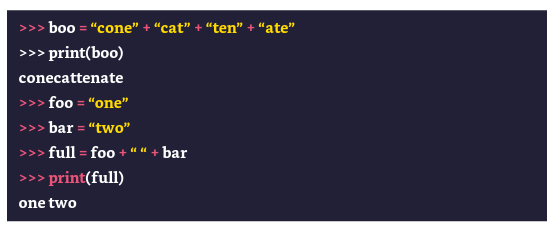 >>> boo = “cone” + “cat” + “ten” + “ate”
>>> print(boo)
conecattenate
>>> foo = “one”
>>> bar = “two”
>>> full = foo + “ “ + bar
>>> print(full)
one two